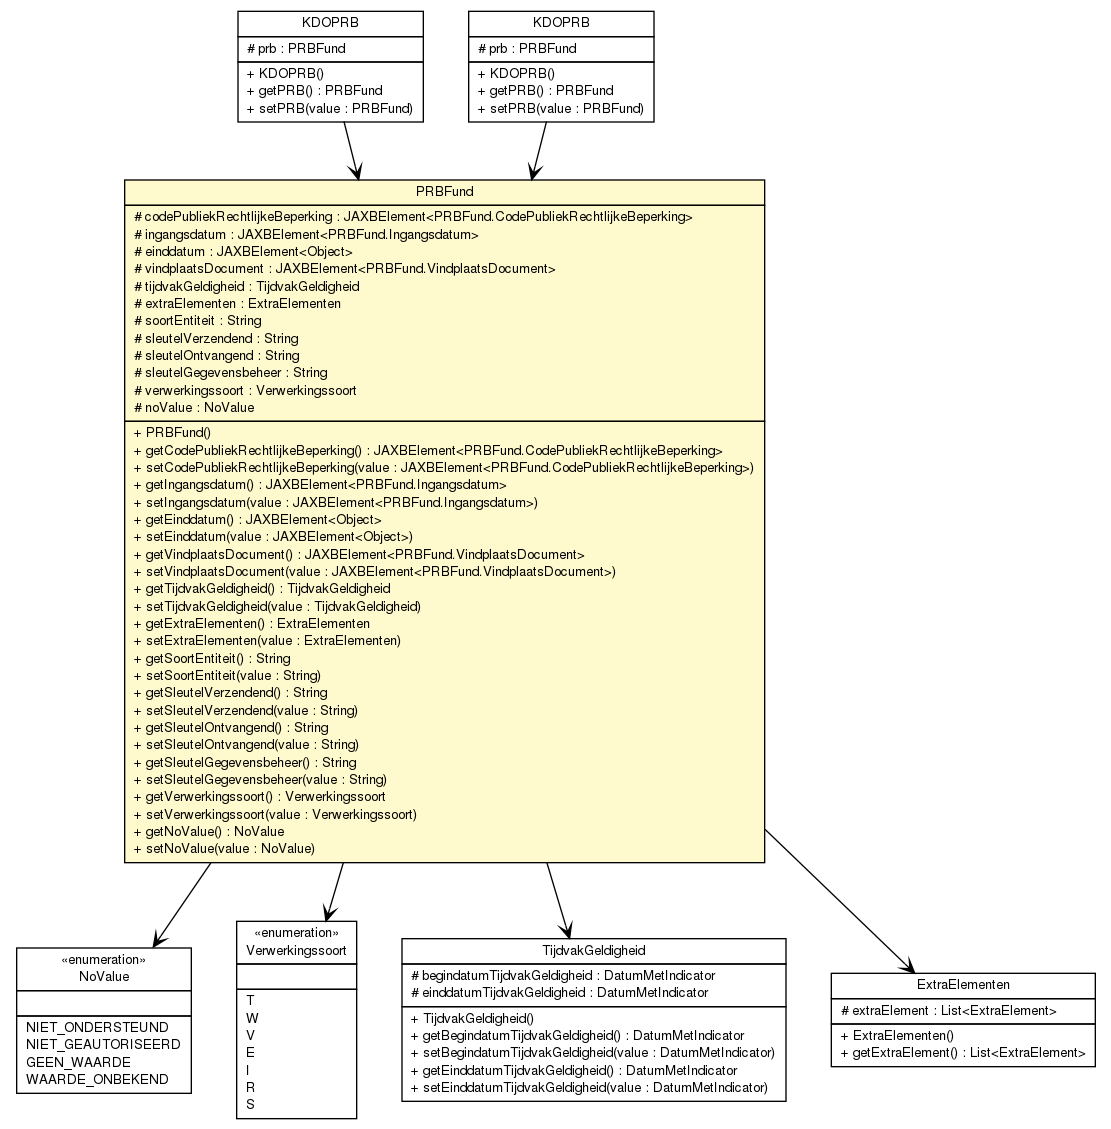 KDOPRB
# prb : PRBFund
+ KDOPRB()
+ getPRB() : PRBFund
+ setPRB(value : PRBFund)
KDOPRB
# prb : PRBFund
+ KDOPRB()
+ getPRB() : PRBFund
+ setPRB(value : PRBFund)
PRBFund
# codePubliekRechtlijkeBeperking : JAXBElement<PRBFund.CodePubliekRechtlijkeBeperking>
# ingangsdatum : JAXBElement<PRBFund.Ingangsdatum>
# einddatum : JAXBElement<Object>
# vindplaatsDocument : JAXBElement<PRBFund.VindplaatsDocument>
# tijdvakGeldigheid : TijdvakGeldigheid
# extraElementen : ExtraElementen
# soortEntiteit : String
# sleutelVerzendend : String
# sleutelOntvangend : String
# sleutelGegevensbeheer : String
# verwerkingssoort : Verwerkingssoort
# noValue : NoValue
+ PRBFund()
+ getCodePubliekRechtlijkeBeperking() : JAXBElement<PRBFund.CodePubliekRechtlijkeBeperking>
+ setCodePubliekRechtlijkeBeperking(value : JAXBElement<PRBFund.CodePubliekRechtlijkeBeperking>)
+ getIngangsdatum() : JAXBElement<PRBFund.Ingangsdatum>
+ setIngangsdatum(value : JAXBElement<PRBFund.Ingangsdatum>)
+ getEinddatum() : JAXBElement<Object>
+ setEinddatum(value : JAXBElement<Object>)
+ getVindplaatsDocument() : JAXBElement<PRBFund.VindplaatsDocument>
+ setVindplaatsDocument(value : JAXBElement<PRBFund.VindplaatsDocument>)
+ getTijdvakGeldigheid() : TijdvakGeldigheid
+ setTijdvakGeldigheid(value : TijdvakGeldigheid)
+ getExtraElementen() : ExtraElementen
+ setExtraElementen(value : ExtraElementen)
+ getSoortEntiteit() : String
+ setSoortEntiteit(value : String)
+ getSleutelVerzendend() : String
+ setSleutelVerzendend(value : String)
+ getSleutelOntvangend() : String
+ setSleutelOntvangend(value : String)
+ getSleutelGegevensbeheer() : String
+ setSleutelGegevensbeheer(value : String)
+ getVerwerkingssoort() : Verwerkingssoort
+ setVerwerkingssoort(value : Verwerkingssoort)
+ getNoValue() : NoValue
+ setNoValue(value : NoValue)
«enumeration»
NoValue
NIET_ONDERSTEUND
NIET_GEAUTORISEERD
GEEN_WAARDE
WAARDE_ONBEKEND
«enumeration»
Verwerkingssoort
T
W
V
E
I
R
S
TijdvakGeldigheid
# begindatumTijdvakGeldigheid : DatumMetIndicator
# einddatumTijdvakGeldigheid : DatumMetIndicator
+ TijdvakGeldigheid()
+ getBegindatumTijdvakGeldigheid() : DatumMetIndicator
+ setBegindatumTijdvakGeldigheid(value : DatumMetIndicator)
+ getEinddatumTijdvakGeldigheid() : DatumMetIndicator
+ setEinddatumTijdvakGeldigheid(value : DatumMetIndicator)
ExtraElementen
# extraElement : List<ExtraElement>
+ ExtraElementen()
+ getExtraElement() : List<ExtraElement>